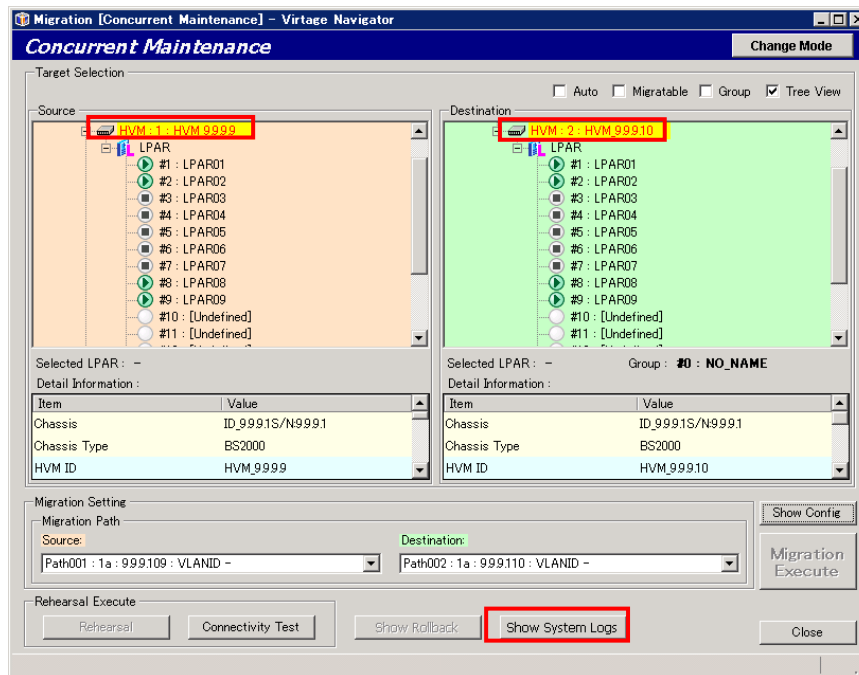 Migration [Concurrent Maintenance] - Virtage Navigator
Concurrent Maintenance
Change Mode
Target Selection
Auto Migratable Group Tree View
Source
HVM : 1 : HVM 9.9.9.9
LPAR
#1 : LPAR01
#2 : LPAR02
#3 : LPAR03
#4 : LPAR04
#5 : LPAR05
#6 : LPAR06
#7 : LPAR07
#8 : LPAR08
#9 : LPAR09
#10 : [Undefined]
#11 : [Undefined]
Selected LPAR : -
Detail Information :
Item Value
Chassis ID_9.9.9.1S/N:9.9.9.1
Chassis Type BS2000
HVM ID HVM_9.9.9.9
Destination
HVM : 2 : HVM_9.9.9.10
LPAR
#1 : LPAR01
#2 : LPAR02
#3 : LPAR03
#4 : LPAR04
#5 : LPAR05
#6 : LPAR06
#7 : LPAR07
#8 : LPAR08
#9 : LPAR09
#10 : [Undefined]
#11 : [Undefined]
Selected LPAR : - Group : #0 : NO_NAME
Detail Information :
Item Value
Chassis ID_9.9.9.1S/N:9.9.9.1
Chassis Type BS2000
HVM ID HVM_9.9.9.10
Migration Setting
Migration Path
Source:
Path001 : 1a : 9.9.9.109 : VLANID -
Destination:
Path002 : 1a : 9.9.9.110 : VLANID -
Show Config
Migration
Execute
Rehearsal Execute
Rehearsal
Connectivity Test
Show Rollback
Show System Logs
Close